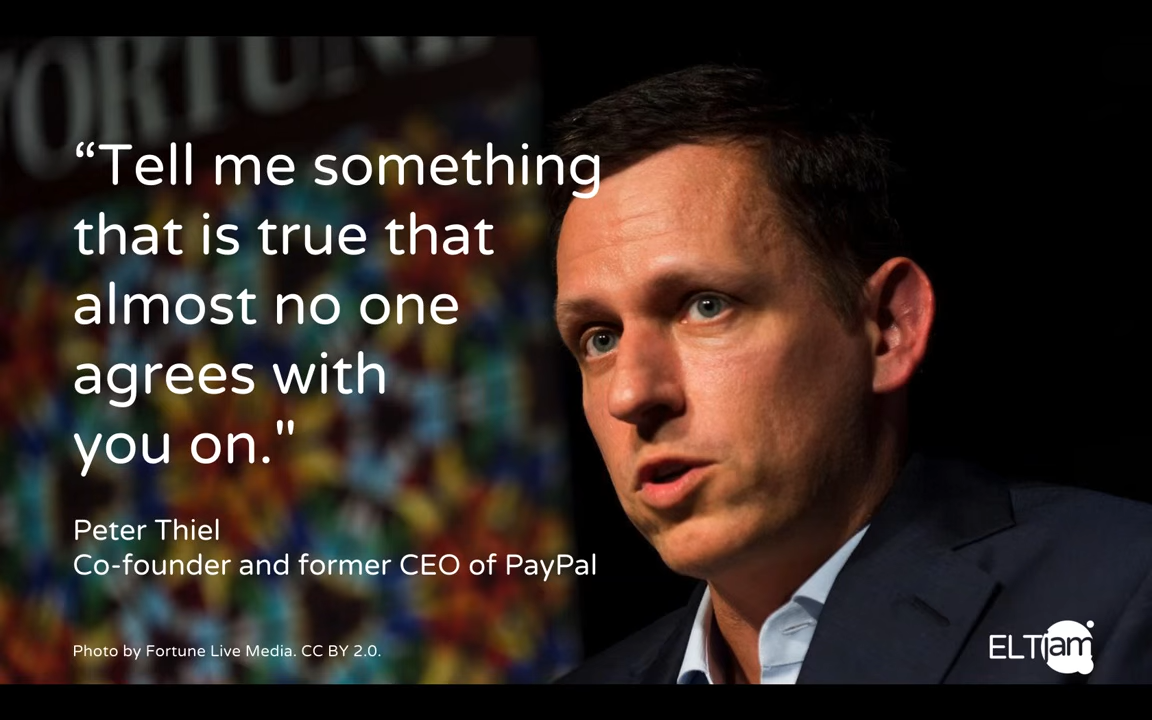 FORTUNE
“Tell me something
that is true that
almost no one
agrees with
you on."
Peter Thiel
Co-founder and former CEO of PayPal
Photo by Fortune Live Media. CC BY 2.0.
ELTjam